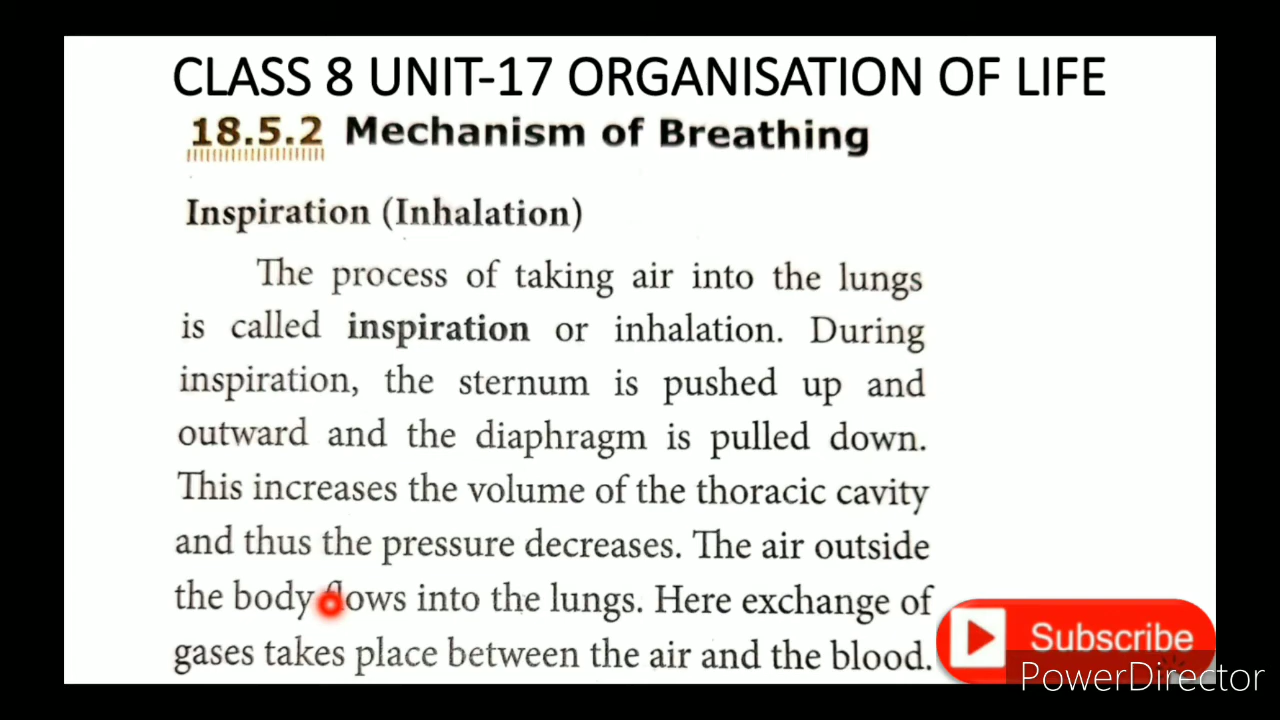 CLASS 8 UNIT-17 ORGANISATION OF LIFE
18.5.2 Mechanism of Breathing
Inspiration (Inhalation)
The process of taking air into the lungs
is called inspiration or inhalation. During
inspiration, the sternum is pushed up and
outward and the diaphragm is pulled down.
This increases the volume of the thoracic cavity
and thus the pressure decreases. The air outside
the body flows into the lungs. Here exchange of
gases takes place between the air and the blood.
Subscribe
PowerDirector